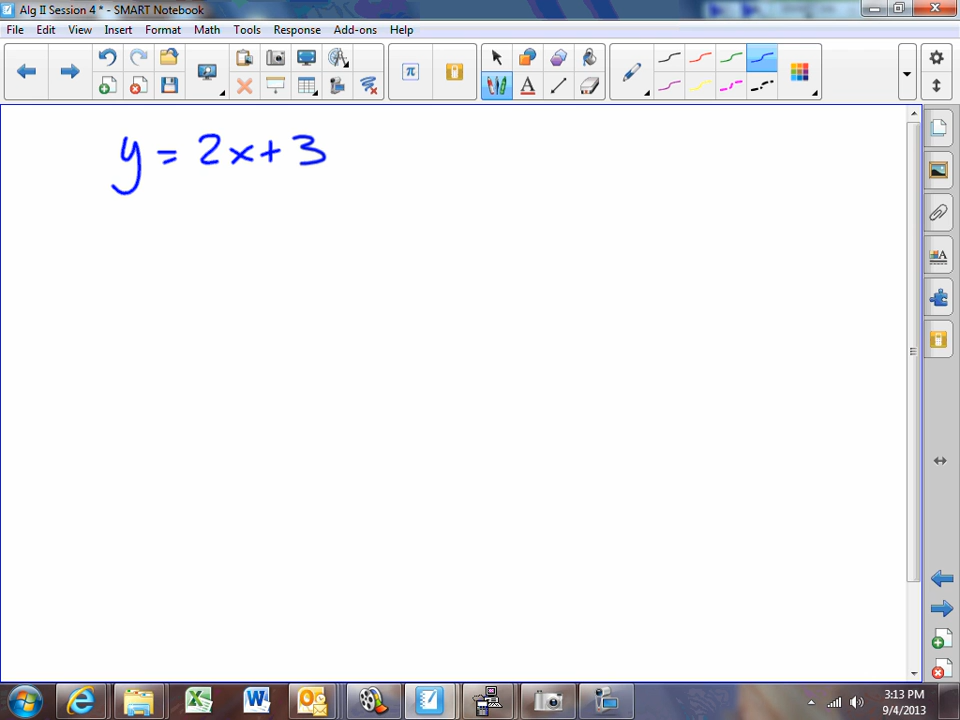 Alg II Session 4 * - SMART Notebook
File Edit View Insert Format Math Tools Response Add-ons Help
y = 2x+3
3:13 PM
9/4/2013